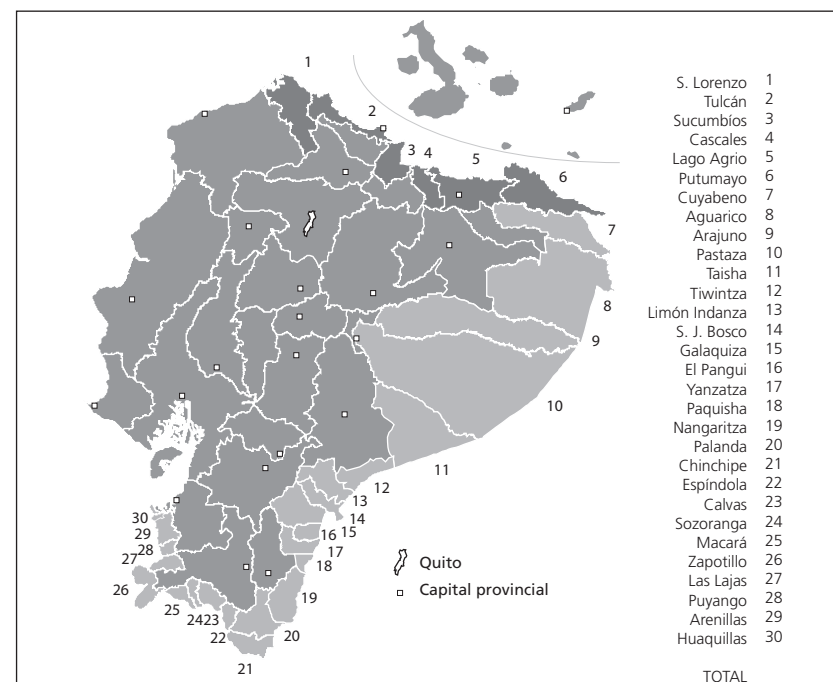 1
2
3
4
5
6
7
8
9
10
11
12
13
14
15
16
17
18
19
20
21
22
23
24
25
26
27
28
29
30
Quito
Capital provincial
S. Lorenzo 1
Tulcán 2
Sucumbíos 3
Cascales 4
Lago Agrio 5
Putumayo 6
Cuyabeno 7
Aguarico 8
Arajuno 9
Pastaza 10
Taisha 11
Tiwintza 12
Limón Indanza 13
S. J. Bosco 14
Galaquiza 15
El Pangui 16
Yanzatza 17
Paquisha 18
Nangaritza 19
Palanda 20
Chinchipe 21
Espíndola 22
Calvas 23
Sozoranga 24
Macará 25
Zapotillo 26
Las Lajas 27
Puyango 28
Arenillas 29
Huaquillas 30
TOTAL